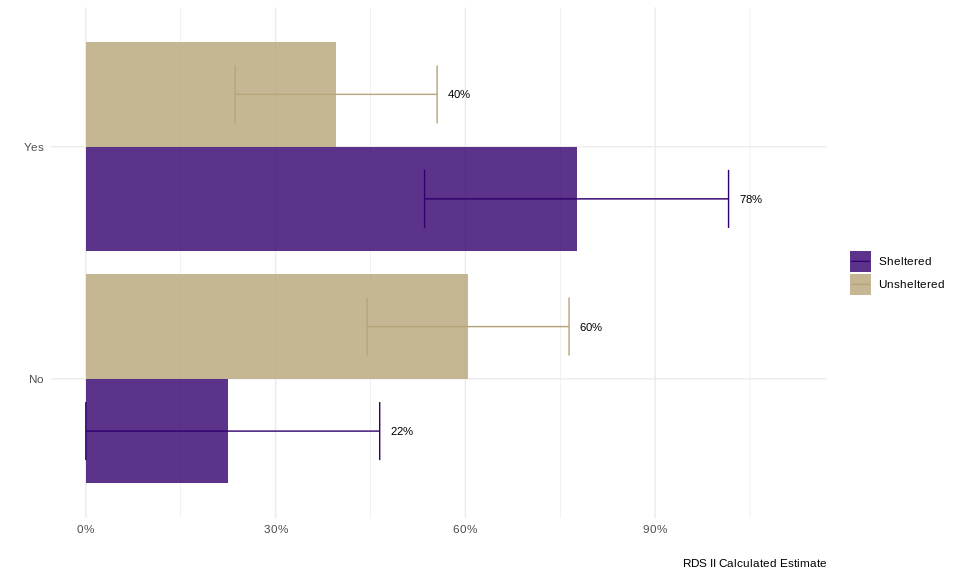 40%
Yes
78%
Sheltered
Unsheltered
60%
No
22%
0% 30% 60% 90%
RDS II Calculated Estimate